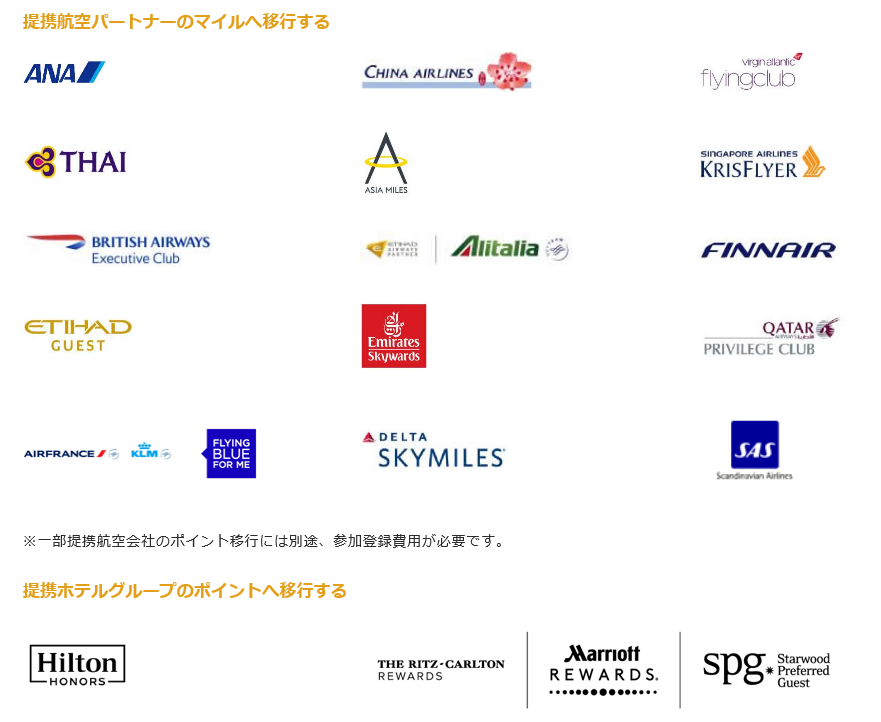 提携航空パートナーのマイルへ移行する
ANA
CHINA AIRLINES
virgin atlantic
flyingclub
THAI
ASIA MILES
SINGAPORE AIRLINES
KRISFLYER
BRITISH AIRWAYS
Executive Club
ETIHAD
AIRWAYS
PARTNER
Alitalia
FINNAIR
ETIHAD
GUEST
Emirates
Skywards
QATAR
AIRWAYS
PRIVILEGE CLUB
AIRFRANCE
KLM
FLYING
BLUE
FOR ME
DELTA
SKYMILES
SAS
Scandinavian Airlines
※一部提携航空会社のポイント移行には別途、参加登録費用が必要です。
提携ホテルグループのポイントへ移行する
Hilton
HONORS
THE RITZ-CARLTON
REWARDS
Marriott
REWARDS.
spg
Starwood
Preferred
Guest